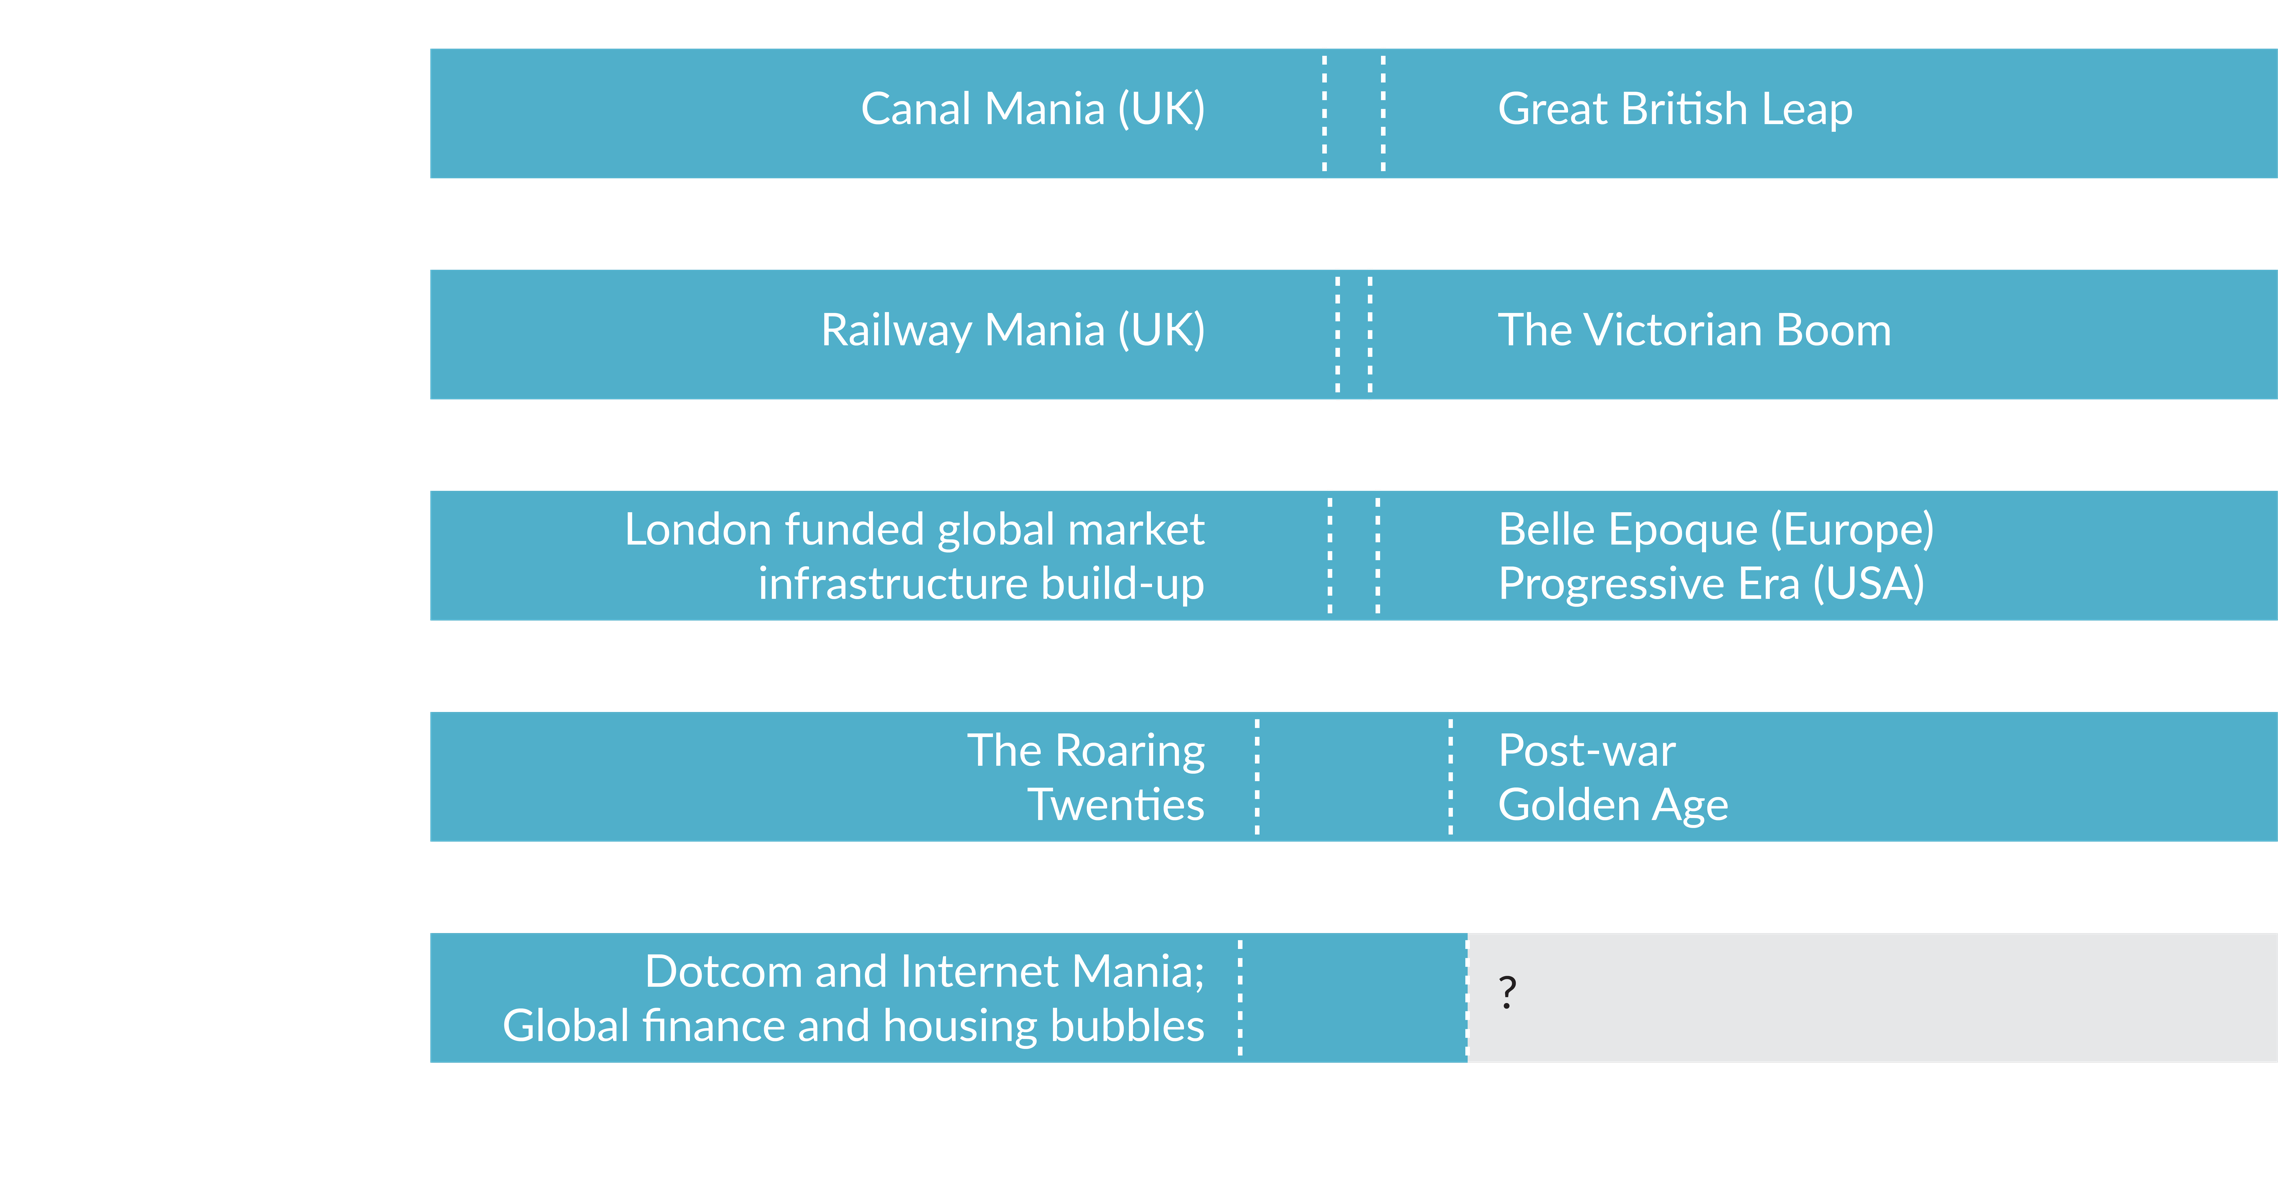 Canal Mania (UK)
Great British Leap
Railway Mania (UK)
The Victorian Boom
London funded global market
infrastructure build-up
Belle Epoque (Europe)
Progressive Era (USA)
The Roaring
Twenties
Post-war
Golden Age
Dotcom and Internet Mania;
Global finance and housing bubbles
?